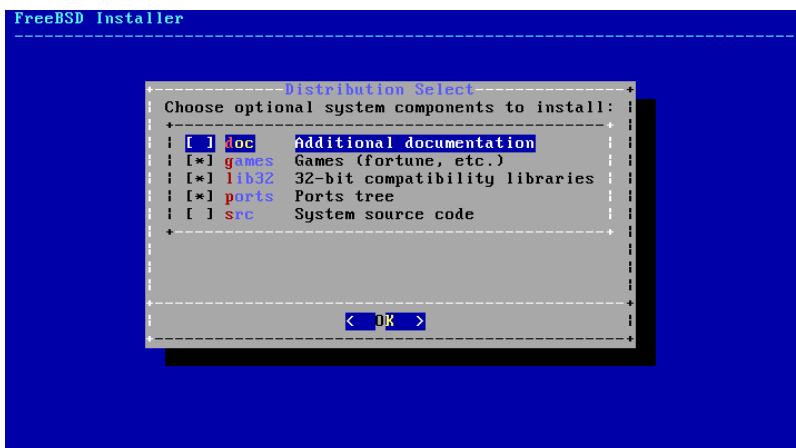 FreeBSD Installer
Distribution Select
Choose optional system components to install:
[ ] doc Additional documentation
[*] games Games (fortune, etc.)
[*] lib32 32-bit compatibility libraries
[*] ports Ports tree
[ ] src System source code
< OK >